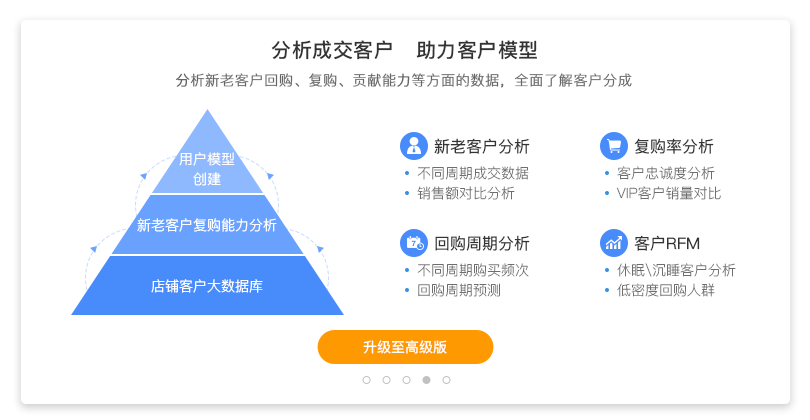 分析成交客户 助力客户模型
分析新老客户回购、复购、贡献能力等方面的数据，全面了解客户分成
用户模型
创建
新老客户复购能力分析
店铺客户大数据库
新老客户分析
不同周期成交数据
销售额对比分析
复购率分析
客户忠诚度分析
VIP客户销量对比
回购周期分析
不同周期购买频次
回购周期预测
客户RFM
休眠\沉睡客户分析
低密度回购人群
升级至高级版